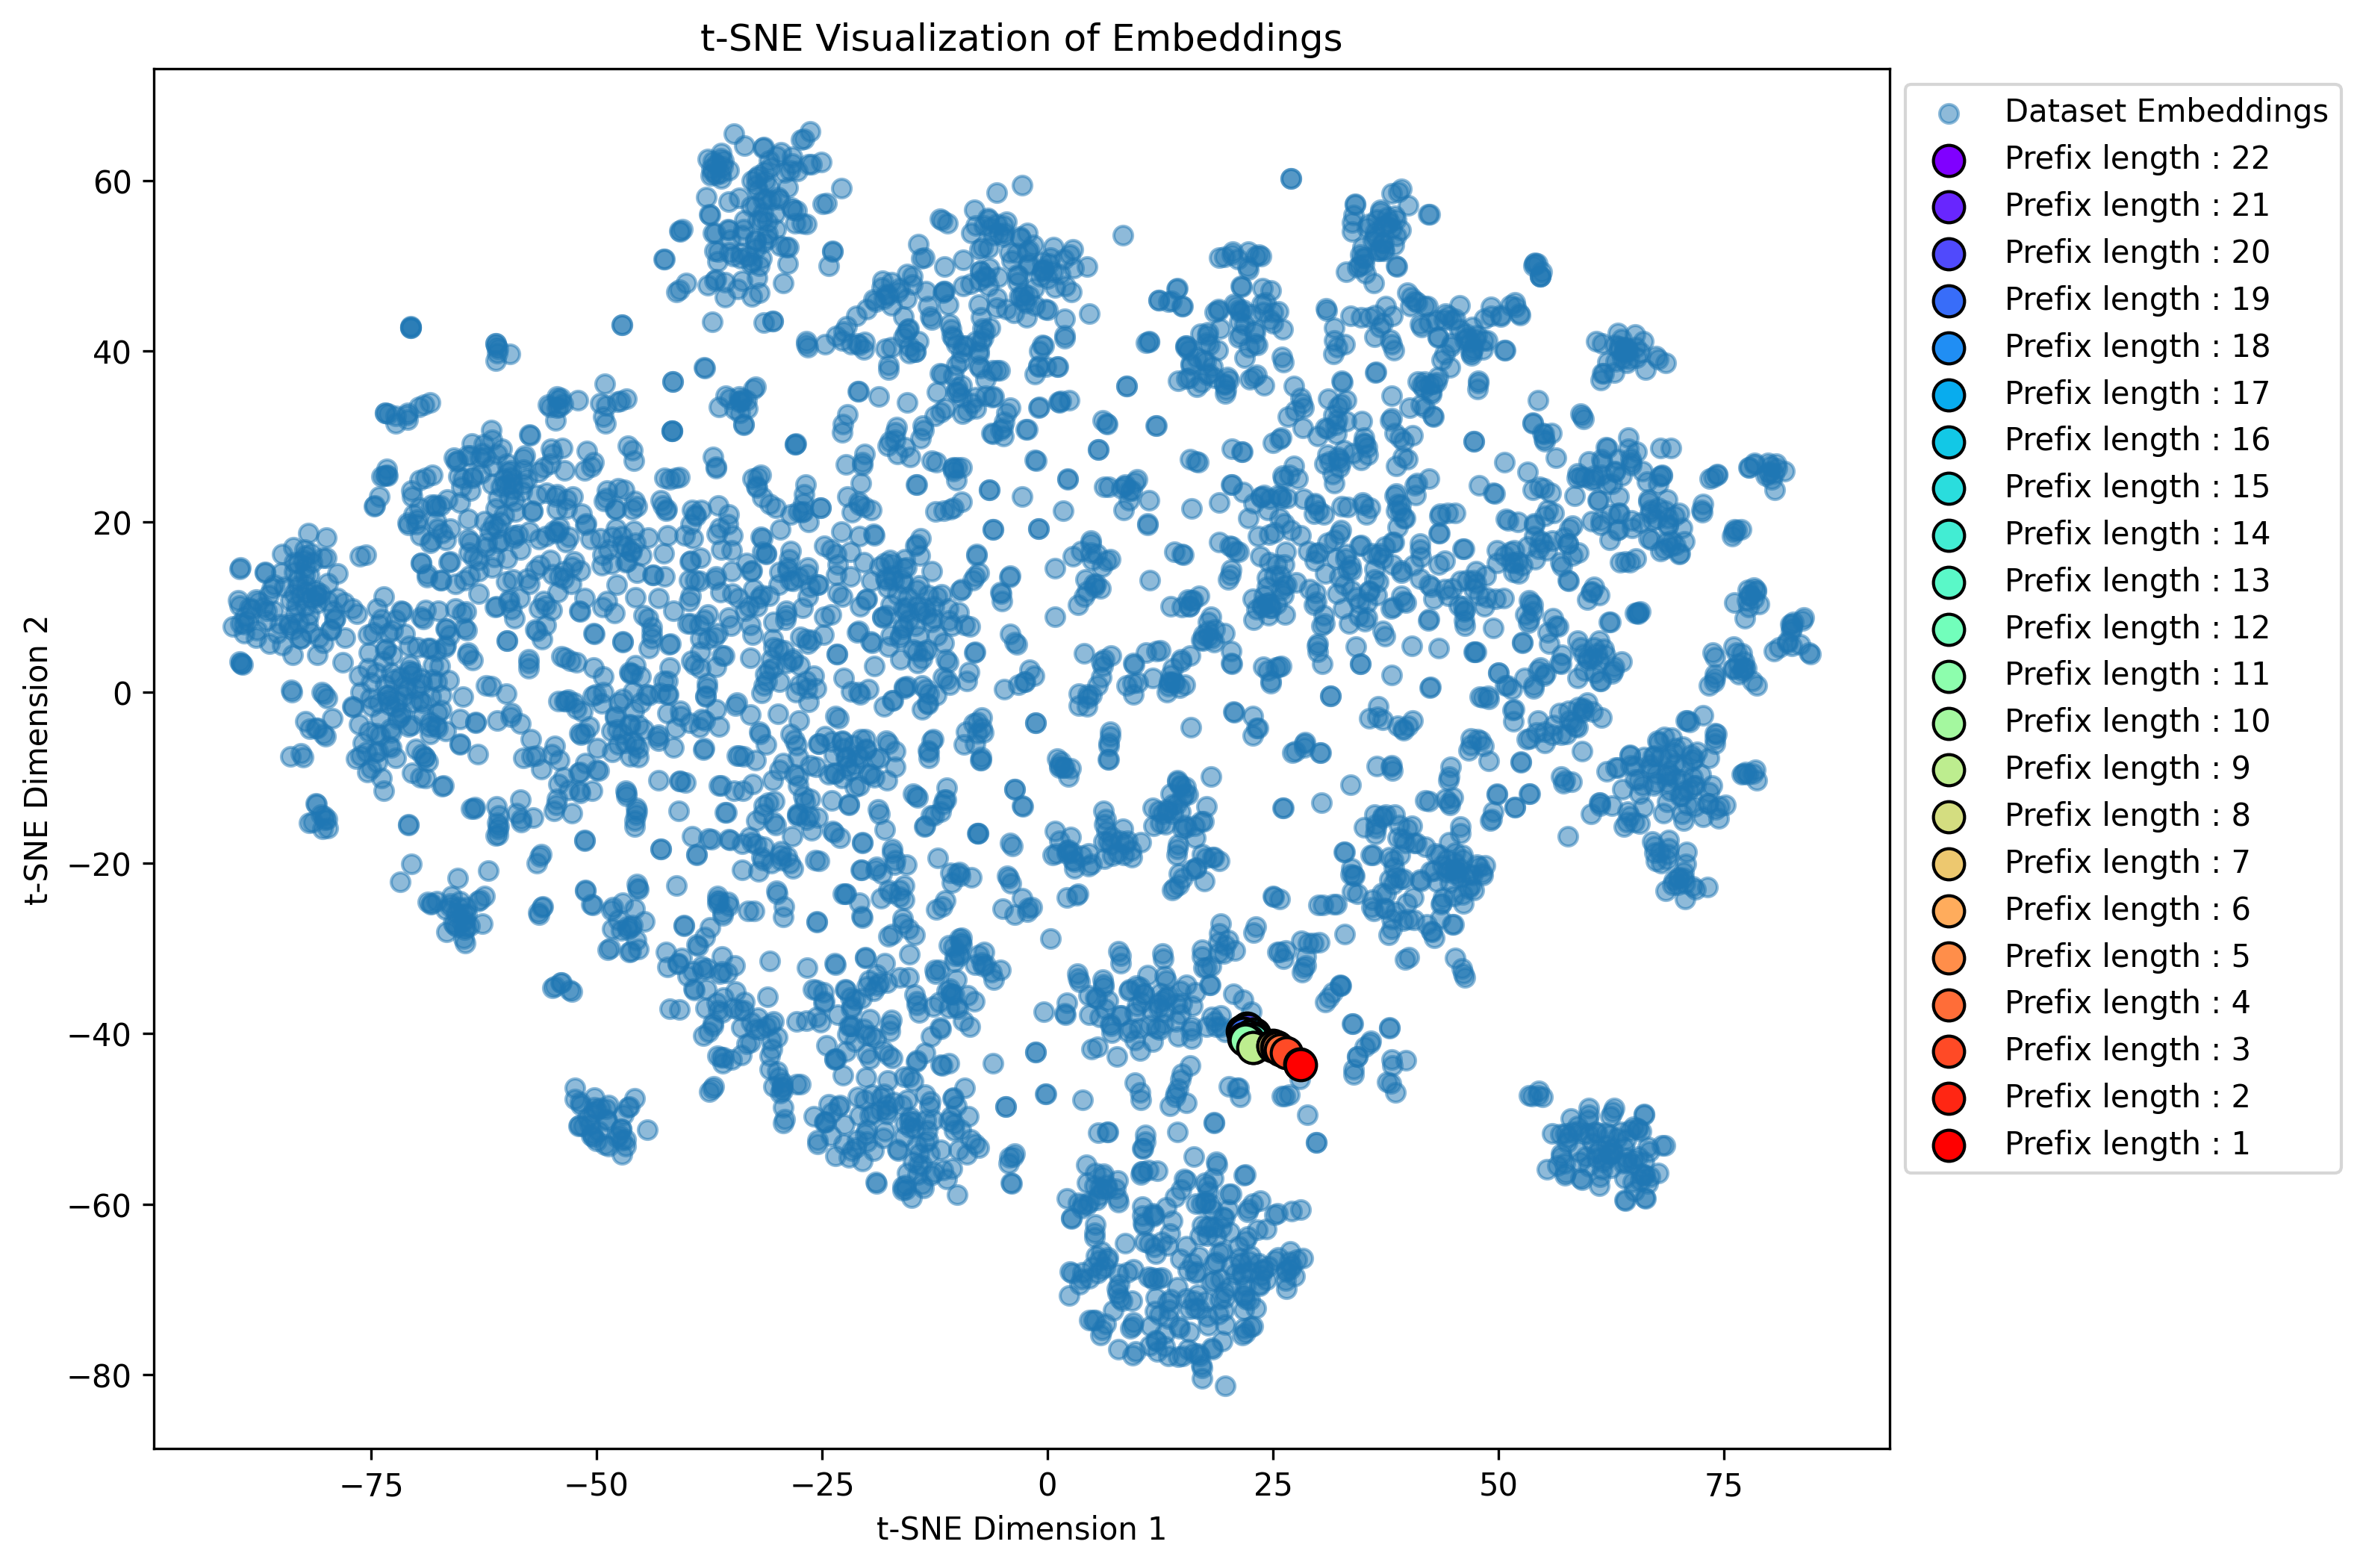 t-SNE Visualization of Embeddings
t-SNE Dimension 2
60
40
20
0
−20
−40
−60
−80
−75
−50
−25
0
25
50
75
t-SNE Dimension 1
Dataset Embeddings
Prefix length : 22
Prefix length : 21
Prefix length : 20
Prefix length : 19
Prefix length : 18
Prefix length : 17
Prefix length : 16
Prefix length : 15
Prefix length : 14
Prefix length : 13
Prefix length : 12
Prefix length : 11
Prefix length : 10
Prefix length : 9
Prefix length : 8
Prefix length : 7
Prefix length : 6
Prefix length : 5
Prefix length : 4
Prefix length : 3
Prefix length : 2
Prefix length : 1